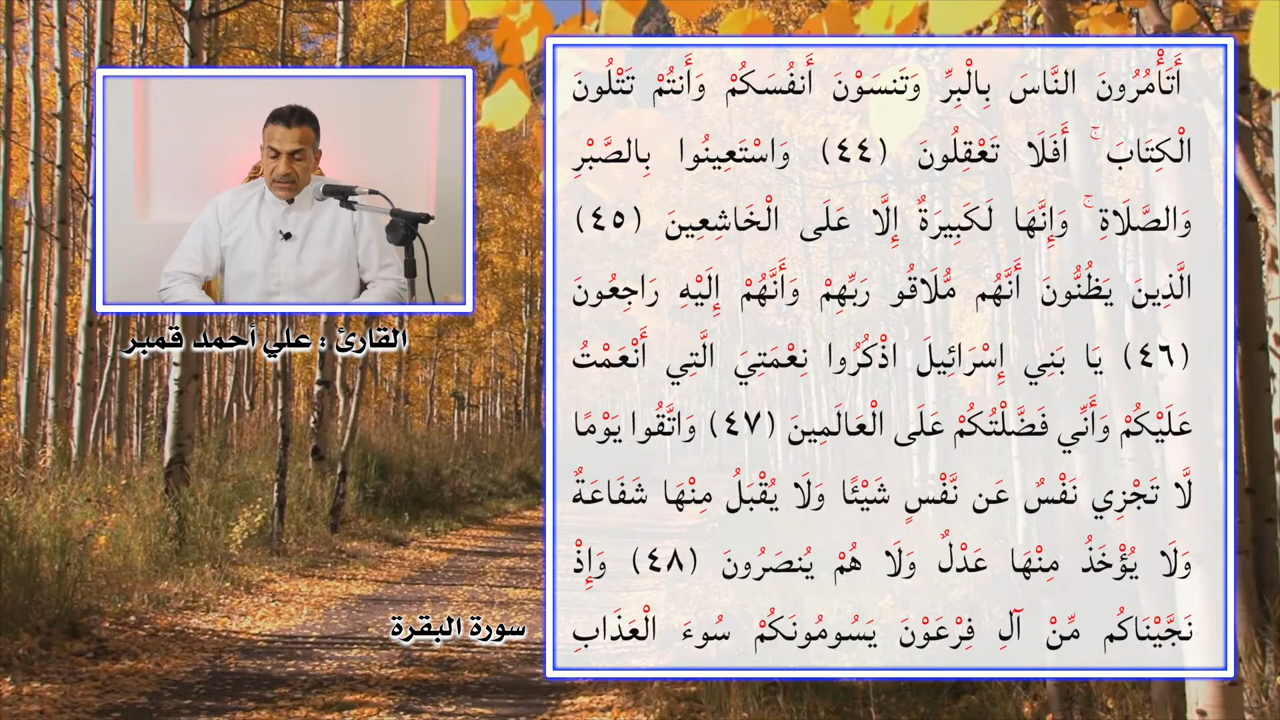 أَتَأْمُرُونَ النَّاسَ بِالْبِرِّ وَتَنسَوْنَ أَنفُسَكُمْ وَأَنتُمْ تَتْلُونَ
الْكِتَابَ ۚ أَفَلَا تَعْقِلُونَ (٤٤) وَاسْتَعِينُوا بِالصَّبْرِ
وَالصَّلَاةِ ۚ وَإِنَّهَا لَكَبِيرَةٌ إِلَّا عَلَى الْخَاشِعِينَ (٤٥)
الَّذِينَ يَظُنُّونَ أَنَّهُم مُّلَاقُو رَبِّهِمْ وَأَنَّهُمْ إِلَيْهِ رَاجِعُونَ
(٤٦) يَا بَنِي إِسْرَائِيلَ اذْكُرُوا نِعْمَتِيَ الَّتِي أَنْعَمْتُ
عَلَيْكُمْ وَأَنِّي فَضَّلْتُكُمْ عَلَى الْعَالَمِينَ (٤٧) وَاتَّقُوا يَوْمًا
لَّا تَجْزِي نَفْسٌ عَن نَّفْسٍ شَيْئًا وَلَا يُقْبَلُ مِنْهَا شَفَاعَةٌ
وَلَا يُؤْخَذُ مِنْهَا عَدْلٌ وَلَا هُمْ يُنصَرُونَ (٤٨) وَإِذْ
نَجَّيْنَاكُم مِّنْ آلِ فِرْعَوْنَ يَسُومُونَكُمْ سُوءَ الْعَذَابِ
القارئ : علي أحمد قمبر
سورة البقرة